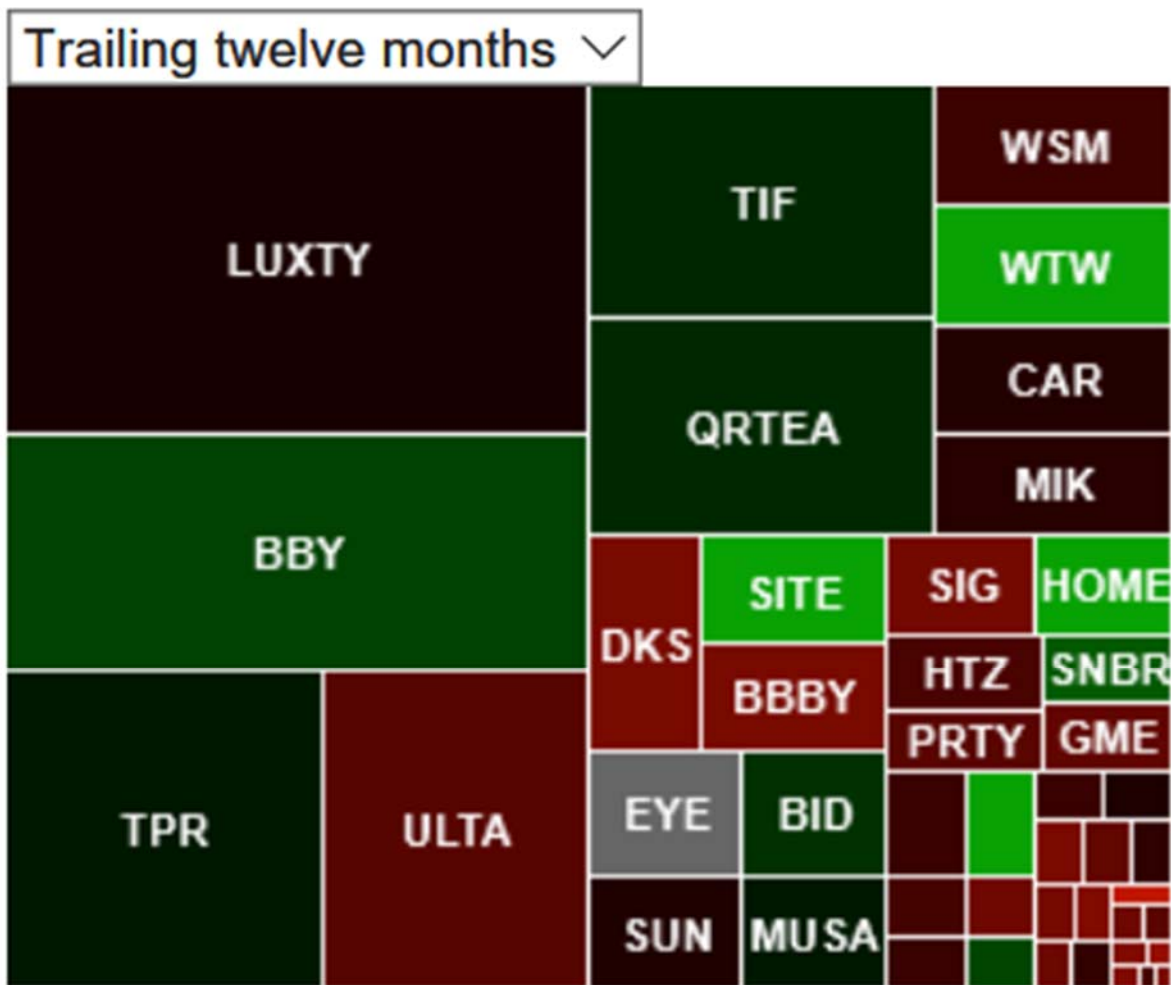 Trailing twelve months
LUXTY
TIF
WSM
WTW
QRTEA
CAR
MIK
BBY
DKS
SITE
BBBY
SIG
HOME
HTZ
SNBR
PRTY
GME
TPR
ULTA
EYE
BID
SUN
MUSA